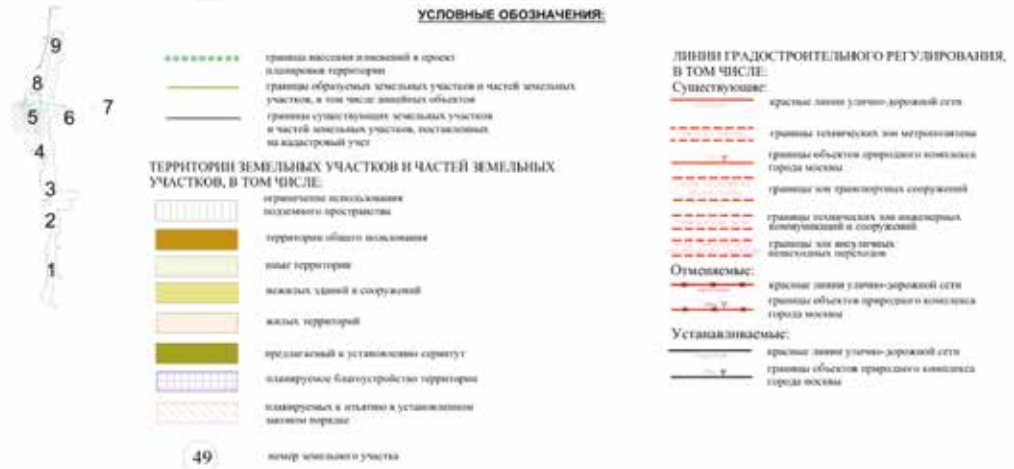 УСЛОВНЫЕ ОБОЗНАЧЕНИЯ:
9
8
7
5
6
4
3
2
1
граница внесения изменений в проект
планировки территории
границы образуемых земельных участков и частей земельных
участков, в том числе линейных объектов
границы существующих земельных участков
и частей земельных участков, поставленных
на кадастровый учет
ТЕРРИТОРИИ ЗЕМЕЛЬНЫХ УЧАСТКОВ И ЧАСТЕЙ ЗЕМЕЛЬНЫХ
УЧАСТКОВ, В ТОМ ЧИСЛЕ:
ограничение использования
подземного пространства
территории общего пользования
иные территории
нежилых зданий и сооружений
жилых территорий
предлагаемый к установлению сервитут
планируемое благоустройство территории
планируемых к изъятию в установленном
законом порядке
49
номер земельного участка
ЛИНИИ ГРАДОСТРОИТЕЛЬНОГО РЕГУЛИРОВАНИЯ,
В ТОМ ЧИСЛЕ:
Существующие:
красные линии улично-дорожной сети
границы технических зон метрополитена
границы объектов природного комплекса
города москвы
границы зон транспортных сооружений
границы технических зон инженерных
коммуникаций и сооружений
границы зон внеуличных
пешеходных переходов
Отменяемые:
красные линии улично-дорожной сети
границы объектов природного комплекса
города москвы
Устанавливаемые:
красные линии улично-дорожной сети
границы объектов природного комплекса
города москвы